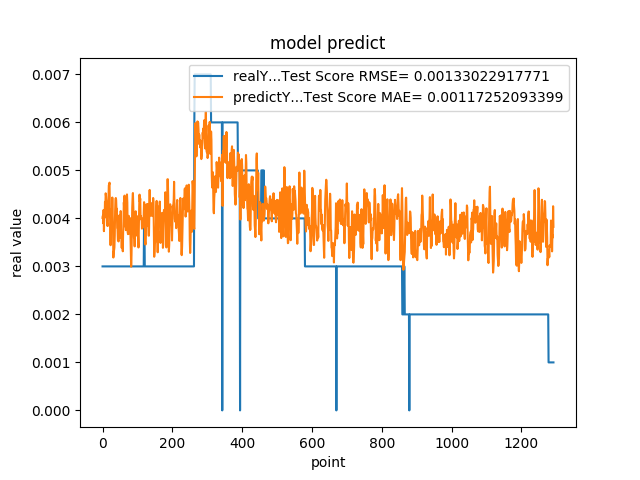 model predict
realY...Test Score RMSE= 0.00133022917771
predictY...Test Score MAE= 0.00117252093399
0.007
0.006
0.005
0.004
0.003
0.002
0.001
0.000
real value
0 200 400 600 800 1000 1200
point